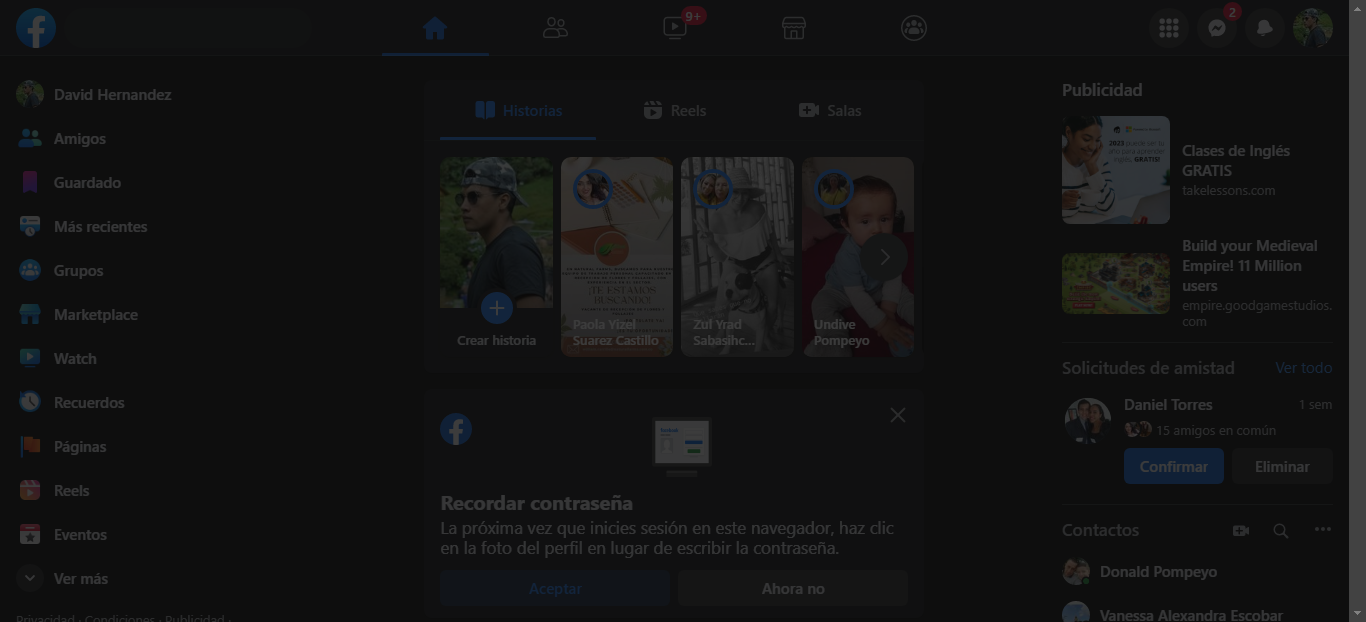 9+
2
David Hernandez
Amigos
Guardado
Más recientes
Grupos
Marketplace
Watch
Recuerdos
Páginas
Reels
Eventos
Ver más
Privacidad · Condiciones · Publicidad ·
Historias
Reels
Salas
Crear historia
¡TE ESTAMOS
BUSCANDO!
Paola Yizel
Suarez Castillo
Zul Yrad
Sabasihc...
Undive
Pompeyo
Recordar contraseña
La próxima vez que inicies sesión en este navegador, haz clic
en la foto del perfil en lugar de escribir la contraseña.
Aceptar
Ahora no
Publicidad
Clases de Inglés
GRATIS
takelessons.com
Build your Medieval
Empire! 11 Million
users
empire.goodgamestudios.
com
Solicitudes de amistad
Ver todo
Daniel Torres
1 sem
15 amigos en común
Confirmar
Eliminar
Contactos
Donald Pompeyo
Vanessa Alexandra Escobar